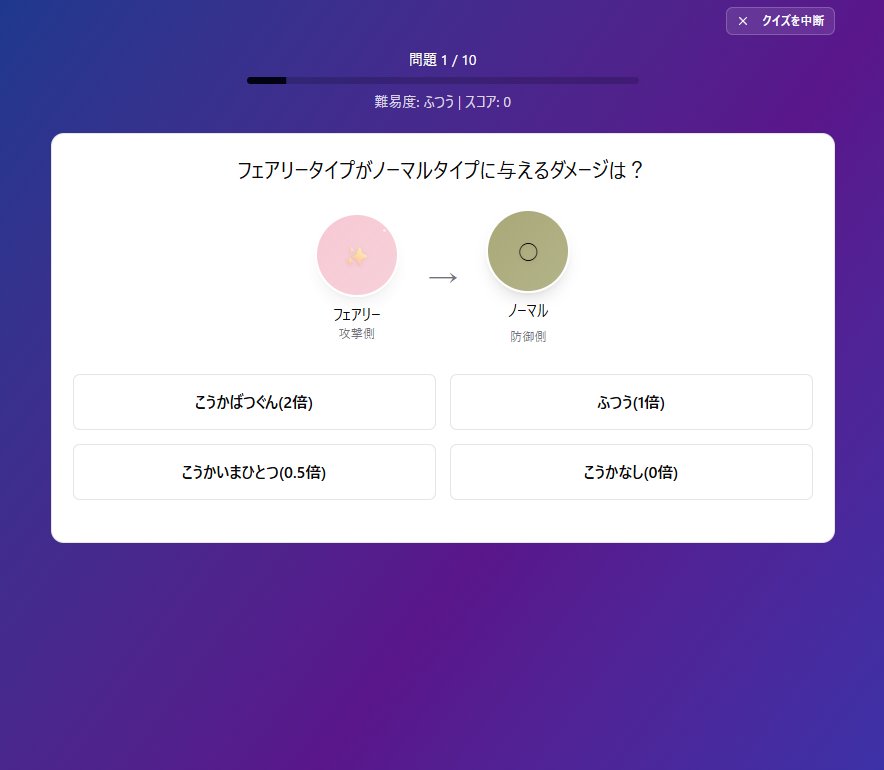 × クイズを中断
問題 1 / 10
難易度: ふつう | スコア: 0
フェアリータイプがノーマルタイプに与えるダメージは？
フェアリー
攻撃側
→
ノーマル
防御側
こうかばつぐん(2倍)
ふつう(1倍)
こうかいまひとつ(0.5倍)
こうかなし(0倍)